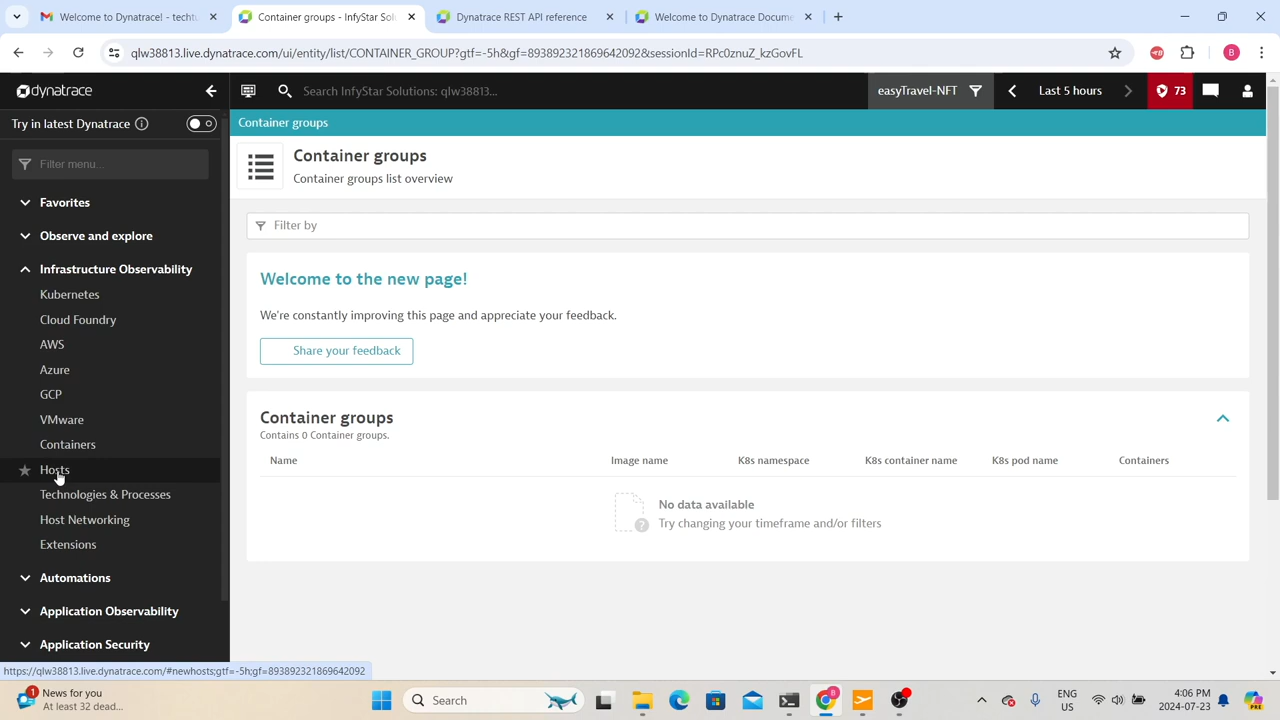 Welcome to Dynatrace! - techtu
Container groups - InfyStar Sol
Dynatrace REST API reference
Welcome to Dynatrace Docume
qlw38813.live.dynatrace.com/ui/entity/list/CONTAINER_GROUP?gtf=-5h&gf=893892321869642092&sessionId=RPc0znuZ_kzGovFL
B
dynatrace
Search InfyStar Solutions: qlw38813...
easyTravel-NFT
Last 5 hours
73
Try in latest Dynatrace
Filter menu...
Favorites
Observe and explore
Infrastructure Observability
Kubernetes
Cloud Foundry
AWS
Azure
GCP
VMware
Containers
Hosts
Technologies & Processes
Host Networking
Extensions
Automations
Application Observability
Application Security
Container groups
Container groups
Container groups list overview
Filter by
Welcome to the new page!
We're constantly improving this page and appreciate your feedback.
Share your feedback
Container groups
Contains 0 Container groups.
Name Image name K8s namespace K8s container name K8s pod name Containers
No data available
Try changing your timeframe and/or filters
https://qlw38813.live.dynatrace.com/#newhosts;gtf=-5h;gf=893892321869642092
1
News for you
At least 32 dead...
Search
B
ENG
US
4:06 PM
2024-07-23
PRE